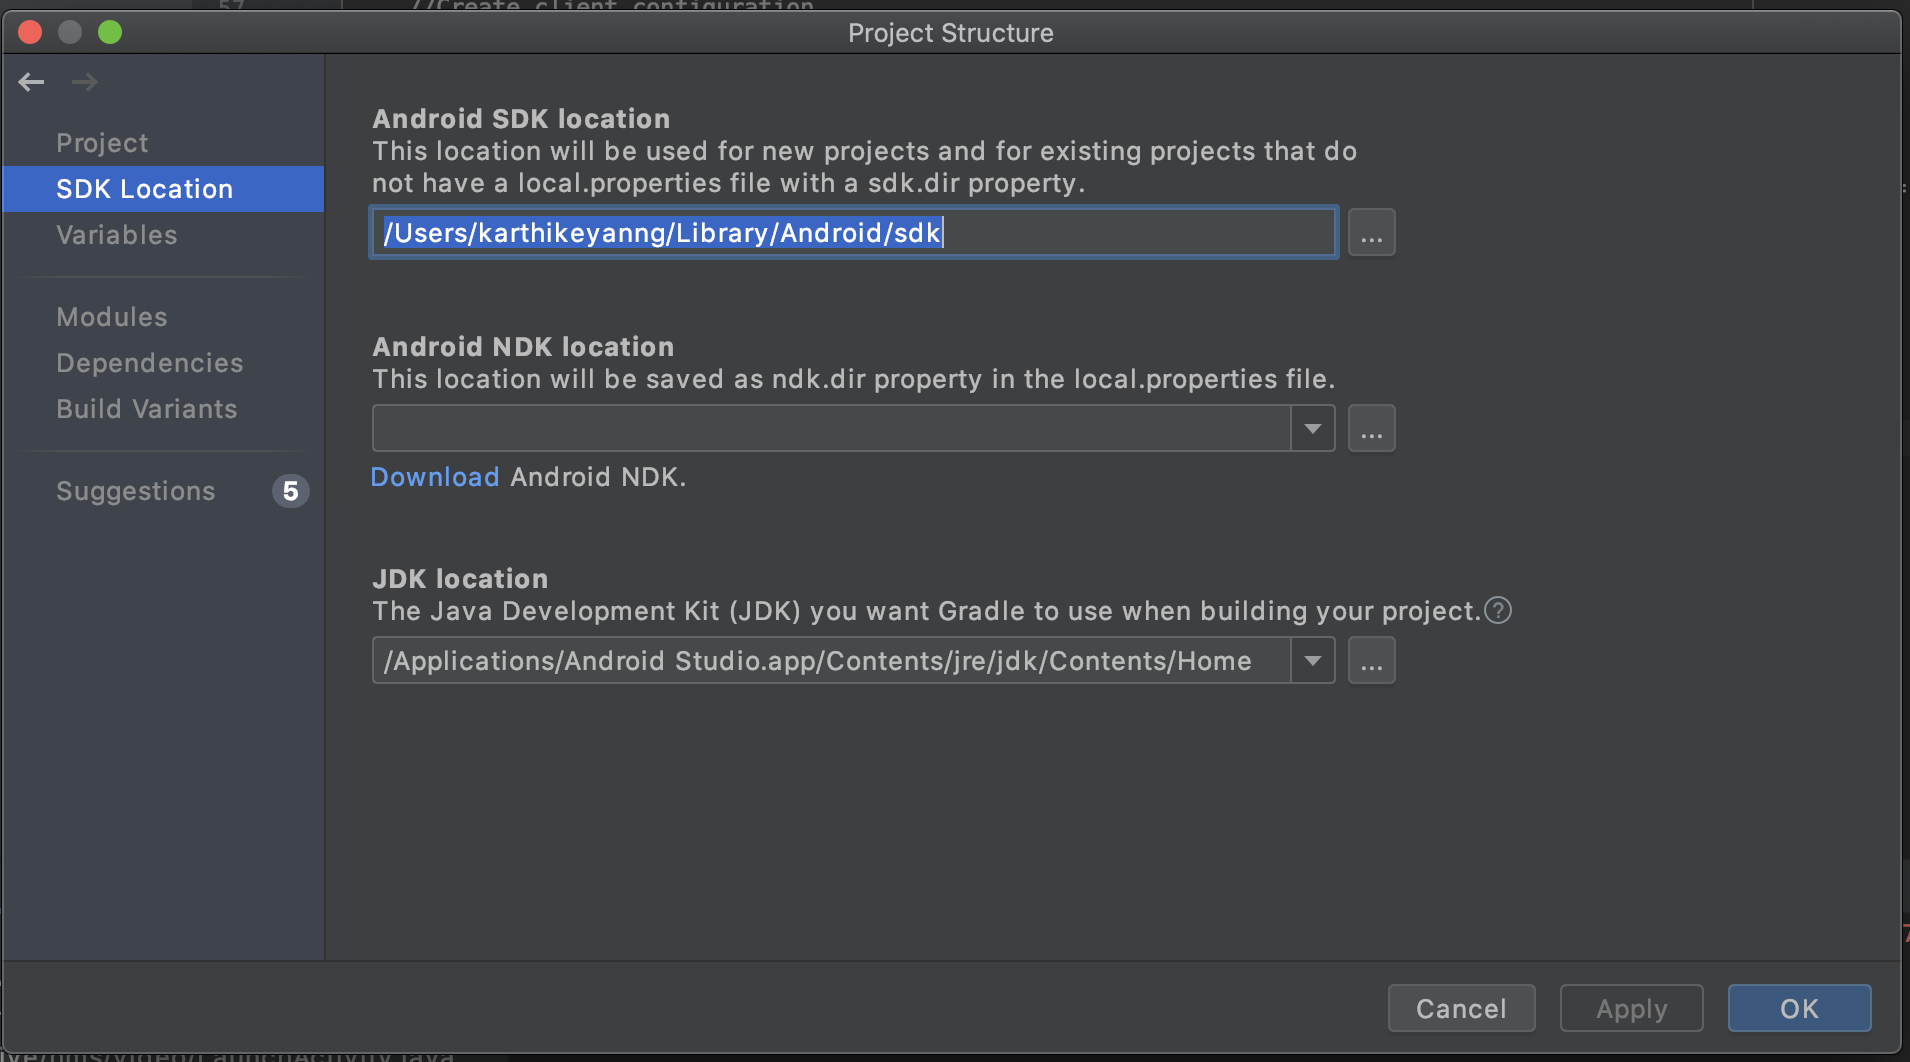 57 //Create client configuration
Project Structure
Project
SDK Location
Variables
Modules
Dependencies
Build Variants
Suggestions 5
Android SDK location
This location will be used for new projects and for existing projects that do
not have a local.properties file with a sdk.dir property.
/Users/karthikeyanng/Library/Android/sdk
...
Android NDK location
This location will be saved as ndk.dir property in the local.properties file.
...
Download Android NDK.
JDK location
The Java Development Kit (JDK) you want Gradle to use when building your project. ?
/Applications/Android Studio.app/Contents/jre/jdk/Contents/Home
...
Cancel
Apply
OK